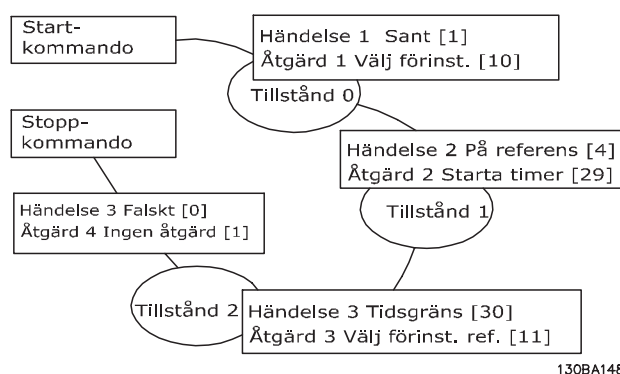 Start-
kommando
Händelse 1 Sant [1]
Åtgärd 1 Välj förinst. [10]
Tillstånd 0
Stopp-
kommando
Händelse 2 På referens [4]
Åtgärd 2 Starta timer [29]
Tillstånd 1
Händelse 3 Falskt [0]
Åtgärd 4 Ingen åtgärd [1]
Tillstånd 2
Händelse 3 Tidsgräns [30]
Åtgärd 3 Välj förinst. ref. [11]
130BA148